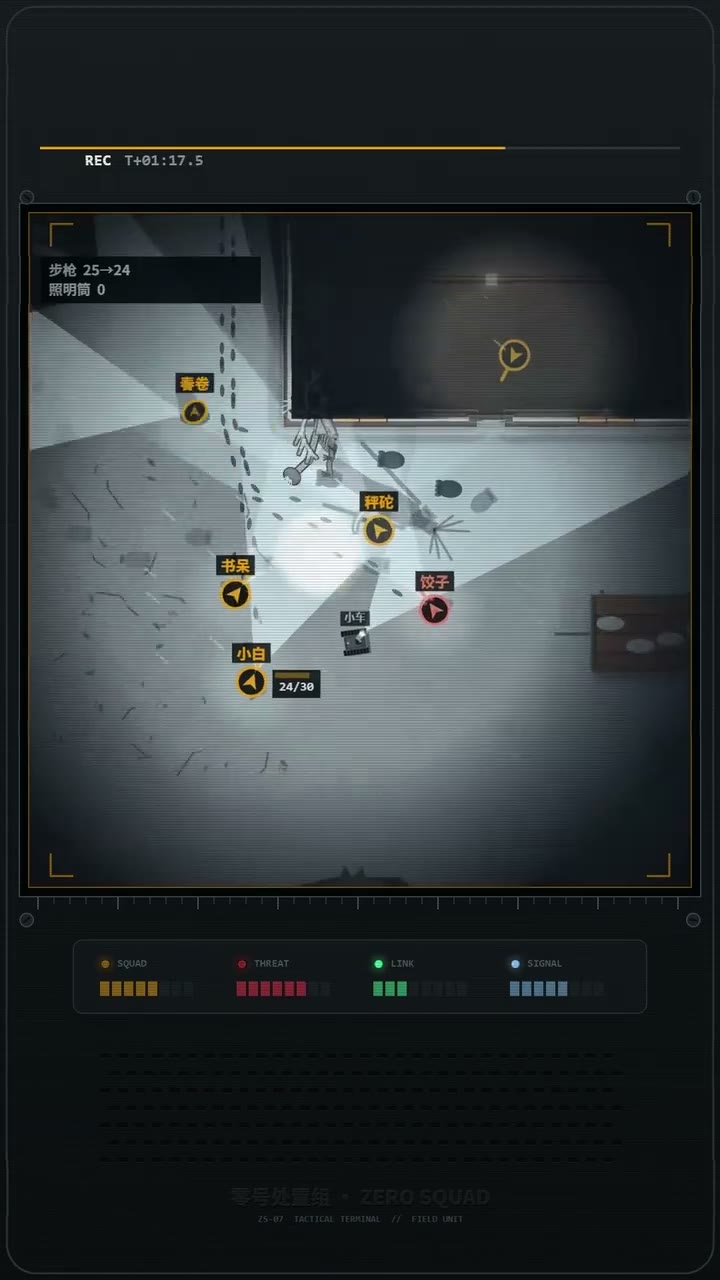 REC T+01:17.5
步枪 25→24
照明筒 0
春卷
秤砣
书呆
饺子
小车
小白
24/30
SQUAD THREAT LINK SIGNAL
零号处置组 · ZERO SQUAD
ZS-07 TACTICAL TERMINAL // FIELD UNIT